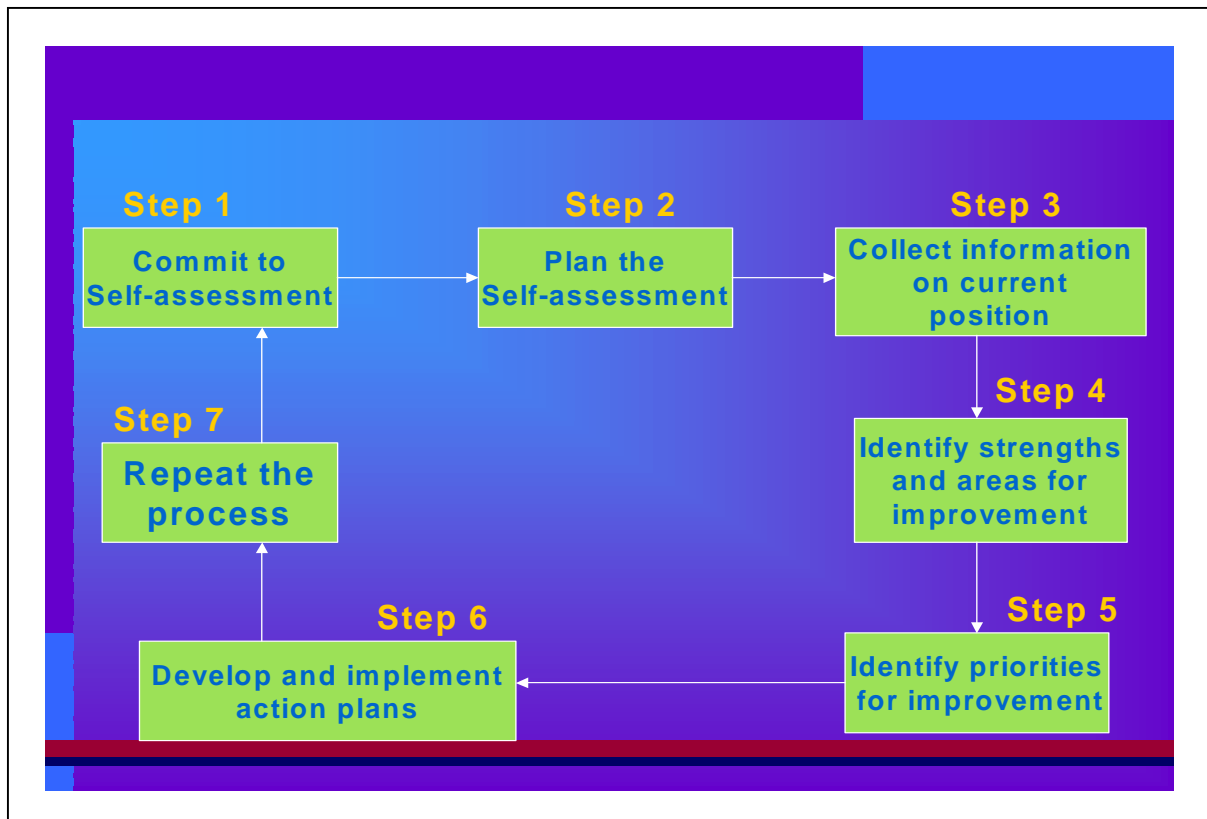 Step 1
Commit to
Self-assessment
Step 2
Plan the
Self-assessment
Step 3
Collect information
on current
position
Step 4
Identify strengths
and areas for
improvement
Step 5
Identify priorities
for improvement
Step 6
Develop and implement
action plans
Step 7
Repeat the
process